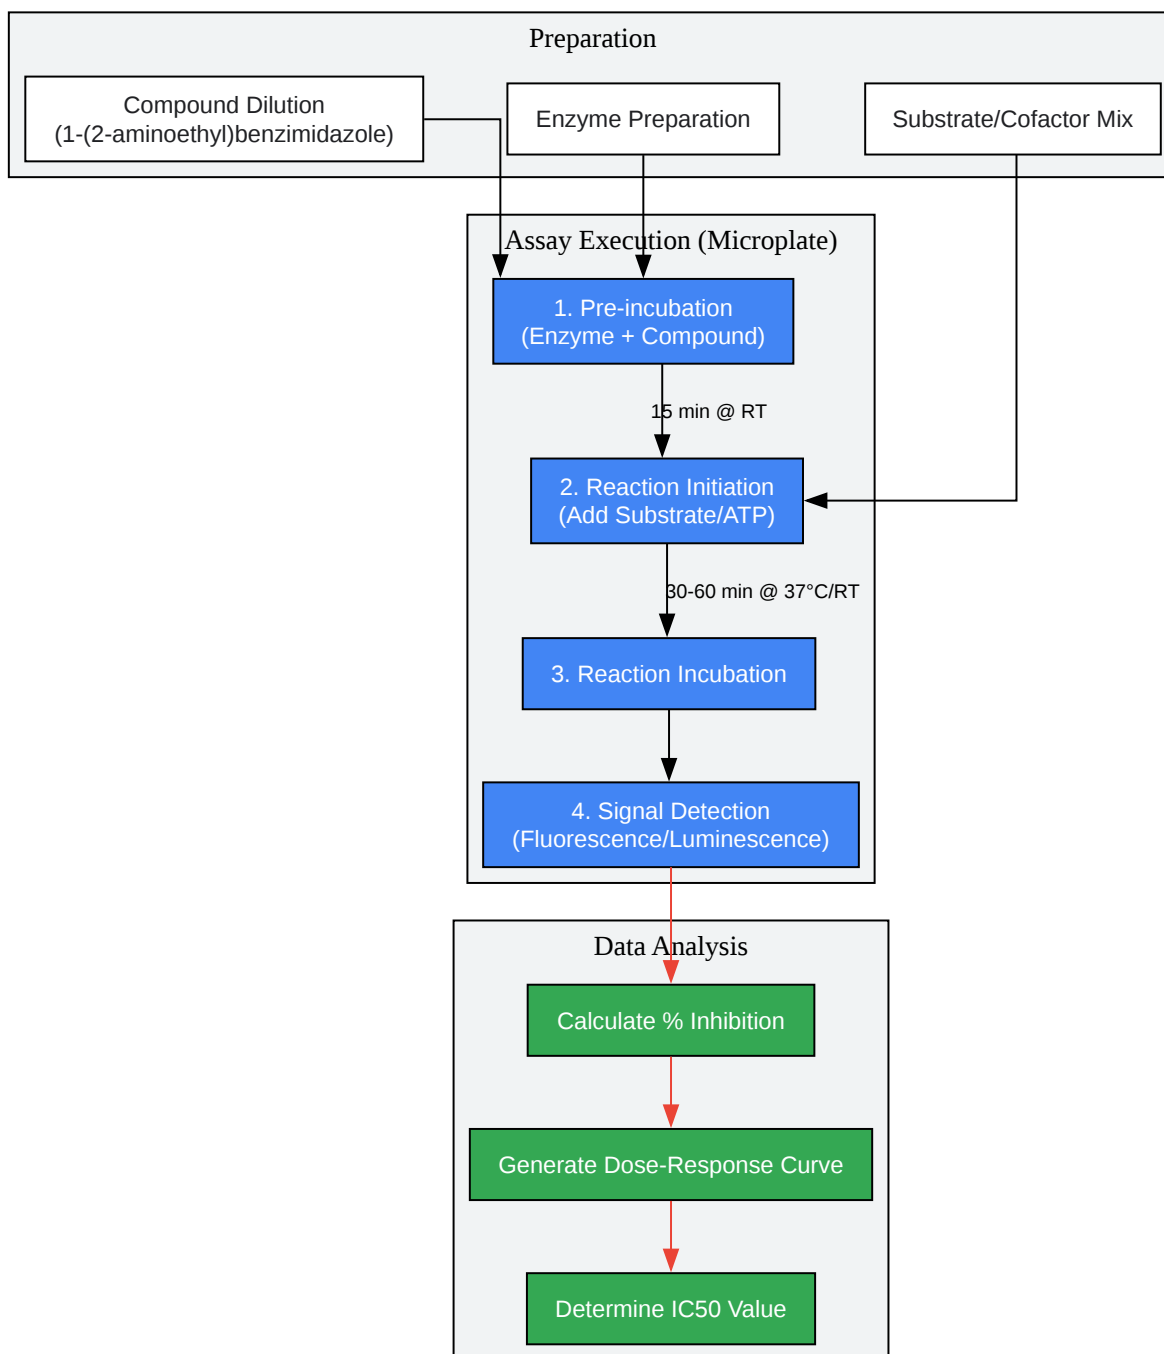 Preparation
Compound Dilution
(1-(2-aminoethyl)benzimidazole)
Enzyme Preparation
Substrate/Cofactor Mix
Assay Execution (Microplate)
1. Pre-incubation
(Enzyme + Compound)
15 min @ RT
2. Reaction Initiation
(Add Substrate/ATP)
30-60 min @ 37°C/RT
3. Reaction Incubation
4. Signal Detection
(Fluorescence/Luminescence)
Data Analysis
Calculate % Inhibition
Generate Dose-Response Curve
Determine IC50 Value